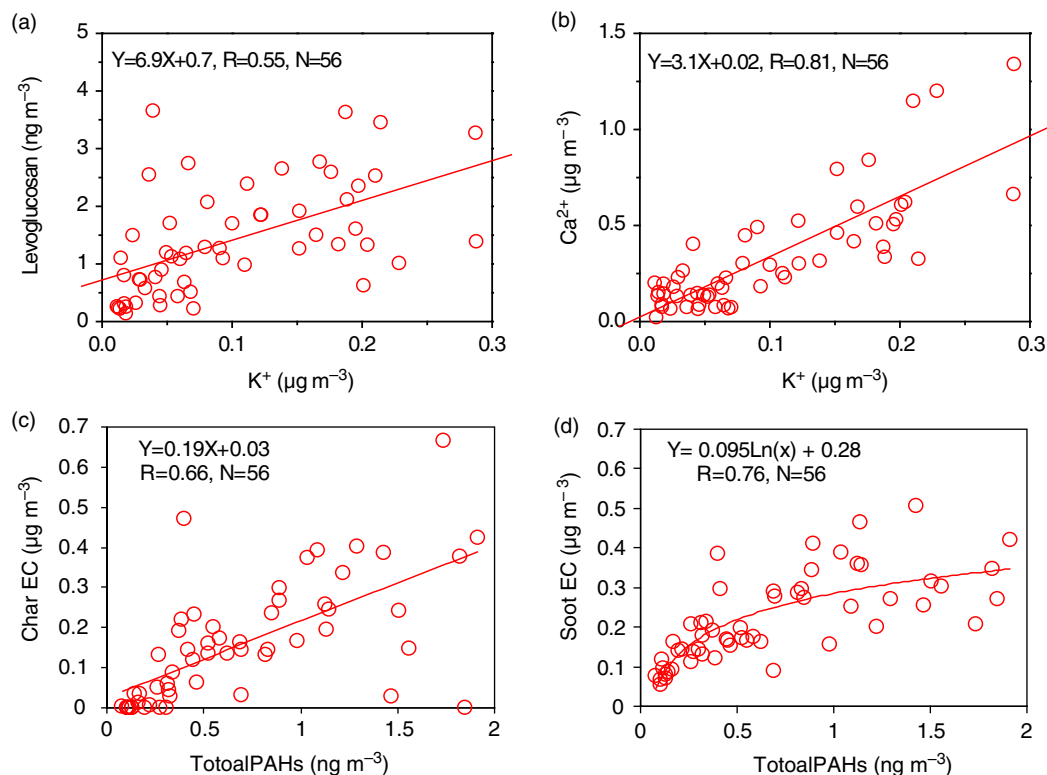 (a)
5
4
3
2
1
0
Levoglucosan (ng m⁻³)
Y=6.9X+0.7, R=0.55, N=56
0.0 0.1 0.2 0.3
K⁺ (µg m⁻³)
(b)
1.5
1.0
0.5
0.0
Ca²⁺ (µg m⁻³)
Y=3.1X+0.02, R=0.81, N=56
0.0 0.1 0.2 0.3
K⁺ (µg m⁻³)
(c)
0.7
0.6
0.5
0.4
0.3
0.2
0.1
0
Char EC (µg m⁻³)
Y=0.19X+0.03
R=0.66, N=56
0 0.5 1 1.5 2
TotoalPAHs (ng m⁻³)
(d)
0.7
0.6
0.5
0.4
0.3
0.2
0.1
0
Soot EC (µg m⁻³)
Y= 0.095Ln(x) + 0.28
R=0.76, N=56
0 0.5 1 1.5 2
TotoalPAHs (ng m⁻³)